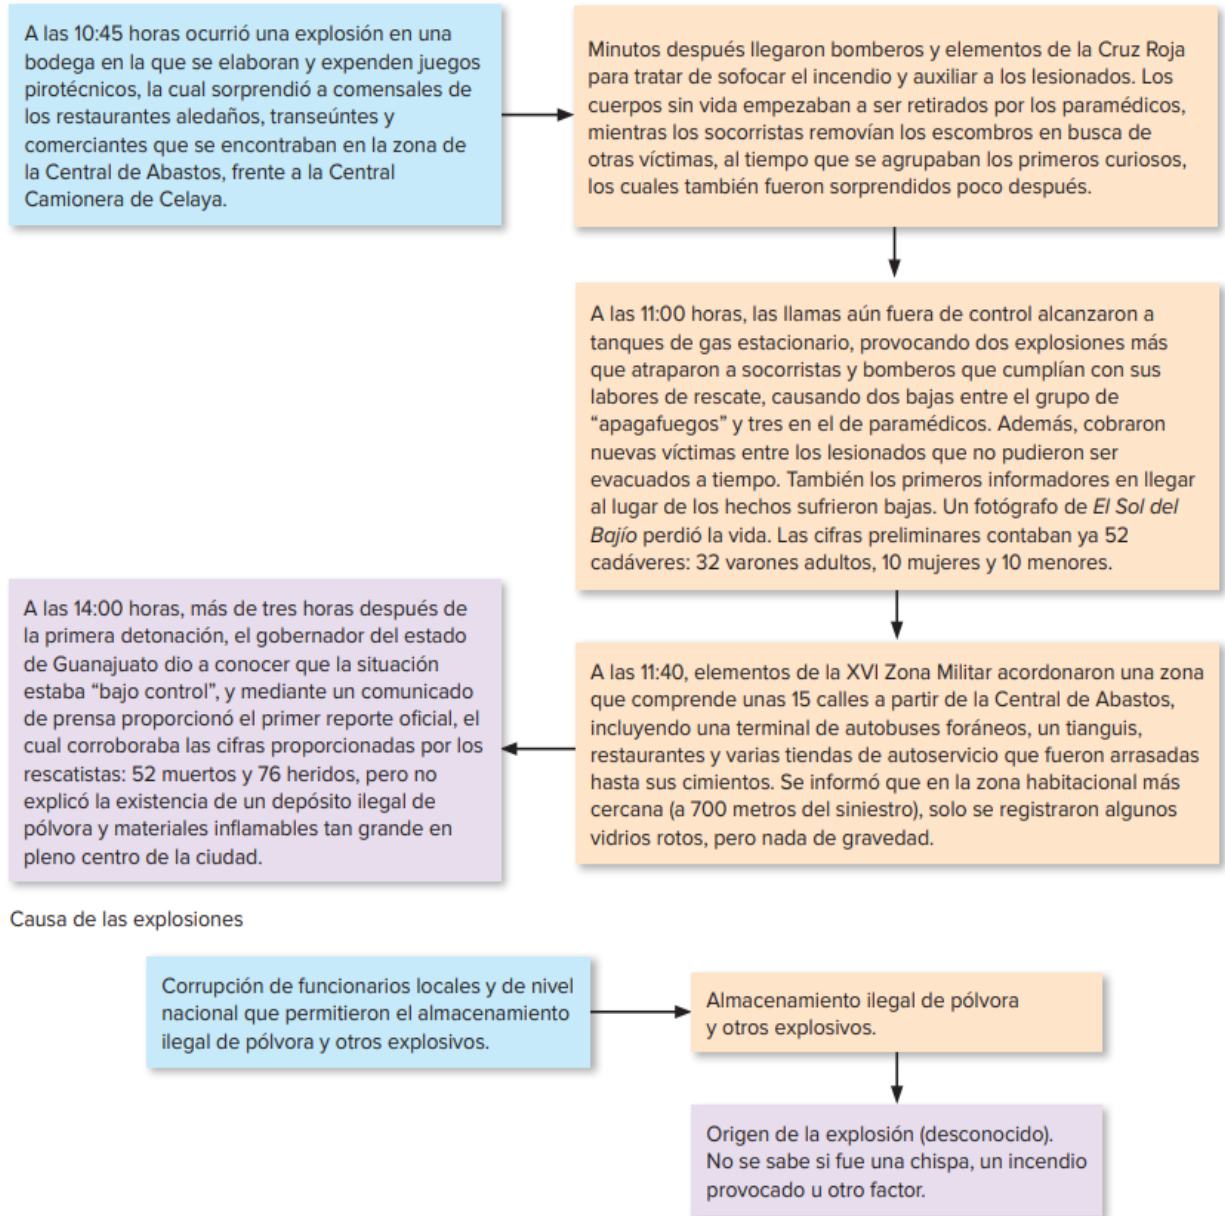 A las 10:45 horas ocurrió una explosión en una
bodega en la que se elaboran y expenden juegos
pirotécnicos, la cual sorprendió a comensales de
los restaurantes aledaños, transeúntes y
comerciantes que se encontraban en la zona de
la Central de Abastos, frente a la Central
Camionera de Celaya.
Minutos después llegaron bomberos y elementos de la Cruz Roja
para tratar de sofocar el incendio y auxiliar a los lesionados. Los
cuerpos sin vida empezaban a ser retirados por los paramédicos,
mientras los socorristas removían los escombros en busca de
otras víctimas, al tiempo que se agrupaban los primeros curiosos,
los cuales también fueron sorprendidos poco después.
A las 11:00 horas, las llamas aún fuera de control alcanzaron a
tanques de gas estacionario, provocando dos explosiones más
que atraparon a socorristas y bomberos que cumplían con sus
labores de rescate, causando dos bajas entre el grupo de
“apagafuegos” y tres en el de paramédicos. Además, cobraron
nuevas víctimas entre los lesionados que no pudieron ser
evacuados a tiempo. También los primeros informadores en llegar
al lugar de los hechos sufrieron bajas. Un fotógrafo de El Sol del
Bajío perdió la vida. Las cifras preliminares contaban ya 52
cadáveres: 32 varones adultos, 10 mujeres y 10 menores.
A las 11:40, elementos de la XVI Zona Militar acordonaron una zona
que comprende unas 15 calles a partir de la Central de Abastos,
incluyendo una terminal de autobuses foráneos, un tianguis,
restaurantes y varias tiendas de autoservicio que fueron arrasadas
hasta sus cimientos. Se informó que en la zona habitacional más
cercana (a 700 metros del siniestro), solo se registraron algunos
vidrios rotos, pero nada de gravedad.
A las 14:00 horas, más de tres horas después de
la primera detonación, el gobernador del estado
de Guanajuato dio a conocer que la situación
estaba “bajo control”, y mediante un comunicado
de prensa proporcionó el primer reporte oficial, el
cual corroboraba las cifras proporcionadas por los
rescatistas: 52 muertos y 76 heridos, pero no
explicó la existencia de un depósito ilegal de
pólvora y materiales inflamables tan grande en
pleno centro de la ciudad.
Causa de las explosiones
Corrupción de funcionarios locales y de nivel
nacional que permitieron el almacenamiento
ilegal de pólvora y otros explosivos.
Almacenamiento ilegal de pólvora
y otros explosivos.
Origen de la explosión (desconocido).
No se sabe si fue una chispa, un incendio
provocado u otro factor.